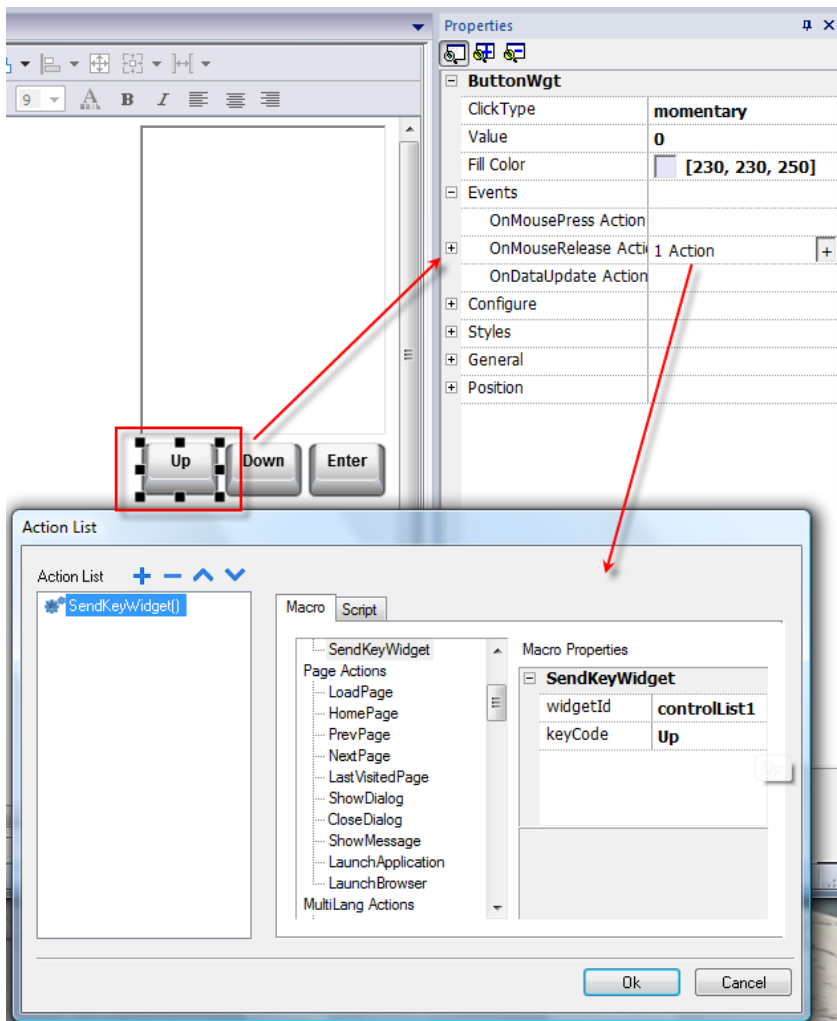 Properties
9 A B I
ButtonWgt
ClickType momentary
Value 0
Fill Color [230, 230, 250]
Events
OnMousePress Action
OnMouseRelease Acti 1 Action +
OnDataUpdate Action
Configure
Styles
General
Position
Up Down Enter
Action List
Action List
SendKeyWidget()
Macro Script
SendKeyWidget
Page Actions
LoadPage
HomePage
PrevPage
NextPage
LastVisitedPage
ShowDialog
CloseDialog
ShowMessage
LaunchApplication
LaunchBrowser
MultiLang Actions
Macro Properties
SendKeyWidget
widgetId controlList1
keyCode Up
Up
Ok Cancel